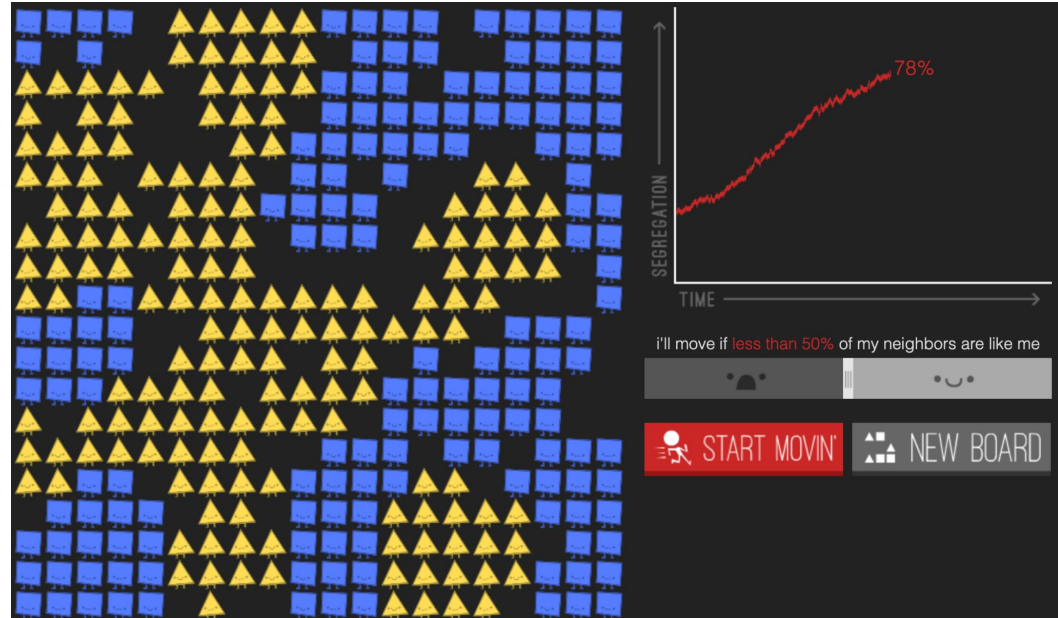 78%
SEGREGATION
TIME
i'll move if less than 50% of my neighbors are like me
START MOVIN'
NEW BOARD